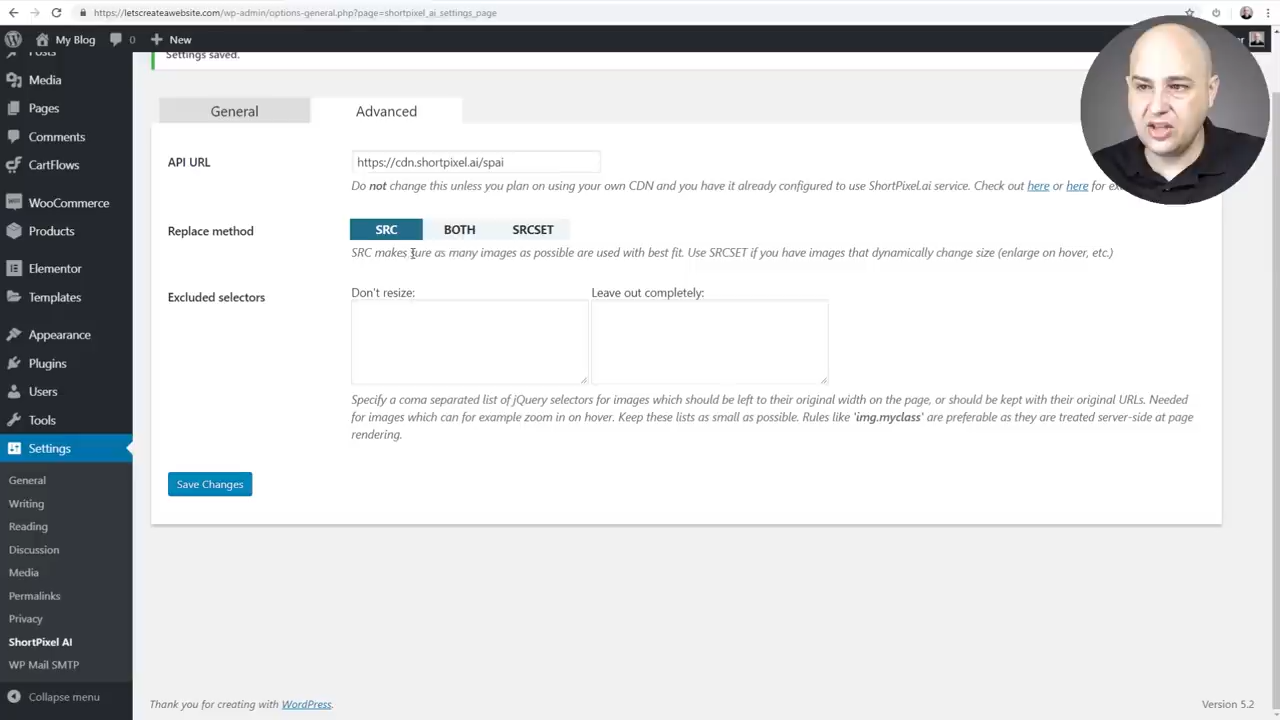 https://letscreateawebsite.com/wp-admin/options-general.php?page=shortpixel_ai_settings_page
My Blog 0 New
Settings saved.
Posts
Media
Pages
Comments
CartFlows
WooCommerce
Products
Elementor
Templates
Appearance
Plugins
Users
Tools
Settings
General
Writing
Reading
Discussion
Media
Permalinks
Privacy
ShortPixel AI
WP Mail SMTP
Collapse menu
General Advanced
API URL https://cdn.shortpixel.ai/spai
Do not change this unless you plan on using your own CDN and you have it already configured to use ShortPixel.ai service. Check out here or here for
Replace method SRC BOTH SRCSET
SRC makes sure as many images as possible are used with best fit. Use SRCSET if you have images that dynamically change size (enlarge on hover, etc.)
Excluded selectors Don't resize: Leave out completely:
Specify a coma separated list of jQuery selectors for images which should be left to their original width on the page, or should be kept with their original URLs. Needed
for images which can for example zoom in on hover. Keep these lists as small as possible. Rules like 'img.myclass' are preferable as they are treated server-side at page
rendering.
Save Changes
Thank you for creating with WordPress. Version 5.2